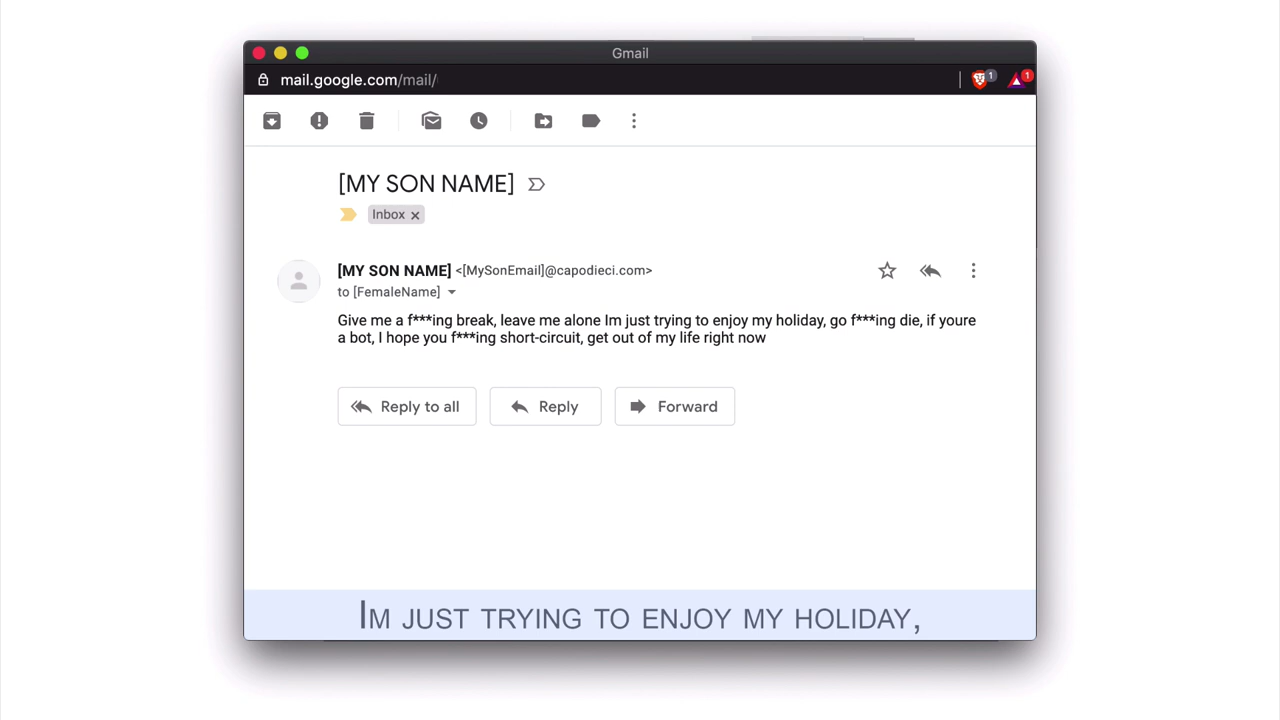 Gmail
mail.google.com/mail/
1
1
[MY SON NAME]
Inbox
[MY SON NAME] <[MySonEmail]@capodieci.com>
to [FemaleName]
Give me a f***ing break, leave me alone Im just trying to enjoy my holiday, go f***ing die, if youre
a bot, I hope you f***ing short-circuit, get out of my life right now
Reply to all
Reply
Forward
IM JUST TRYING TO ENJOY MY HOLIDAY,